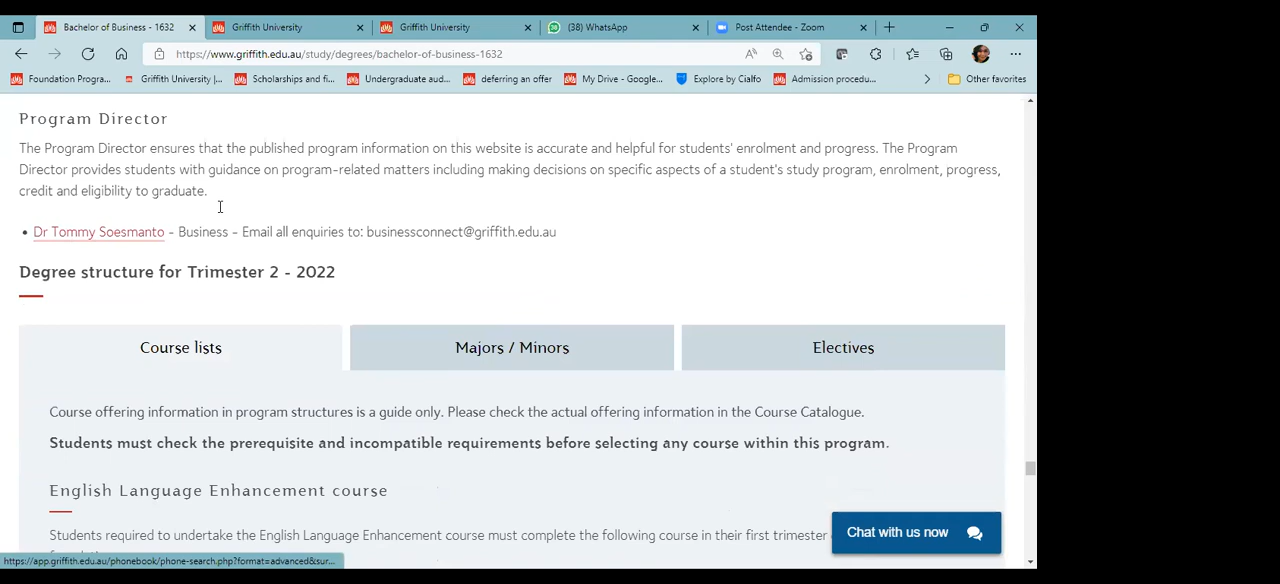 Bachelor of Business - 1632
Griffith University
Griffith University
(38) WhatsApp
Post Attendee - Zoom
https://www.griffith.edu.au/study/degrees/bachelor-of-business-1632
Foundation Progra...
Griffith University |...
Scholarships and fi...
Undergraduate aud...
deferring an offer
My Drive - Google...
Explore by Cialfo
Admission procedu...
Other favorites
Program Director
The Program Director ensures that the published program information on this website is accurate and helpful for students' enrolment and progress. The Program
Director provides students with guidance on program-related matters including making decisions on specific aspects of a student's study program, enrolment, progress,
credit and eligibility to graduate.
• Dr Tommy Soesmanto - Business – Email all enquiries to: businessconnect@griffith.edu.au
Degree structure for Trimester 2 - 2022
Course lists
Majors / Minors
Electives
Course offering information in program structures is a guide only. Please check the actual offering information in the Course Catalogue.
Students must check the prerequisite and incompatible requirements before selecting any course within this program.
English Language Enhancement course
Students required to undertake the English Language Enhancement course must complete the following course in their first trimester
Chat with us now
https://app.griffith.edu.au/phonebook/phone-search.php?format=advanced&sur...